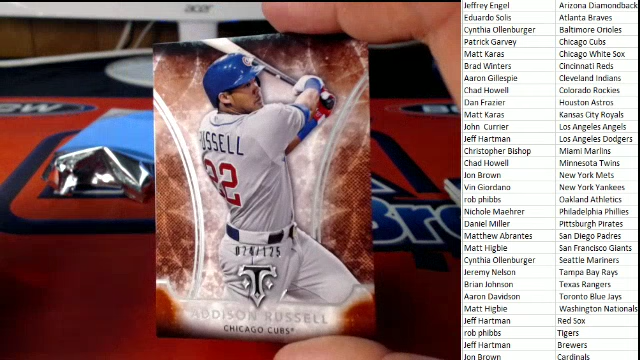 acer
BCW
RUSSELL
22
074/125
T
ADDISON RUSSELL
CHICAGO CUBS®
Jeffrey Engel Arizona Diamondback
Eduardo Solis Atlanta Braves
Cynthia Ollenburger Baltimore Orioles
Patrick Garvey Chicago Cubs
Matt Karas Chicago White Sox
Brad Winters Cincinnati Reds
Aaron Gillespie Cleveland Indians
Chad Howell Colorado Rockies
Dan Frazier Houston Astros
Matt Karas Kansas City Royals
John Currier Los Angeles Angels
Jeff Hartman Los Angeles Dodgers
Christopher Bishop Miami Marlins
Chad Howell Minnesota Twins
Jon Brown New York Mets
Vin Giordano New York Yankees
rob phibbs Oakland Athletics
Nichole Maehrer Philadelphia Phillies
Daniel Miller Pittsburgh Pirates
Matthew Abrantes San Diego Padres
Matt Higbie San Francisco Giants
Cynthia Ollenburger Seattle Mariners
Jeremy Nelson Tampa Bay Rays
Brian Johnson Texas Rangers
Aaron Davidson Toronto Blue Jays
Matt Higbie Washington Nationals
Jeff Hartman Red Sox
rob phibbs Tigers
Jeff Hartman Brewers
Jon Brown Cardinals